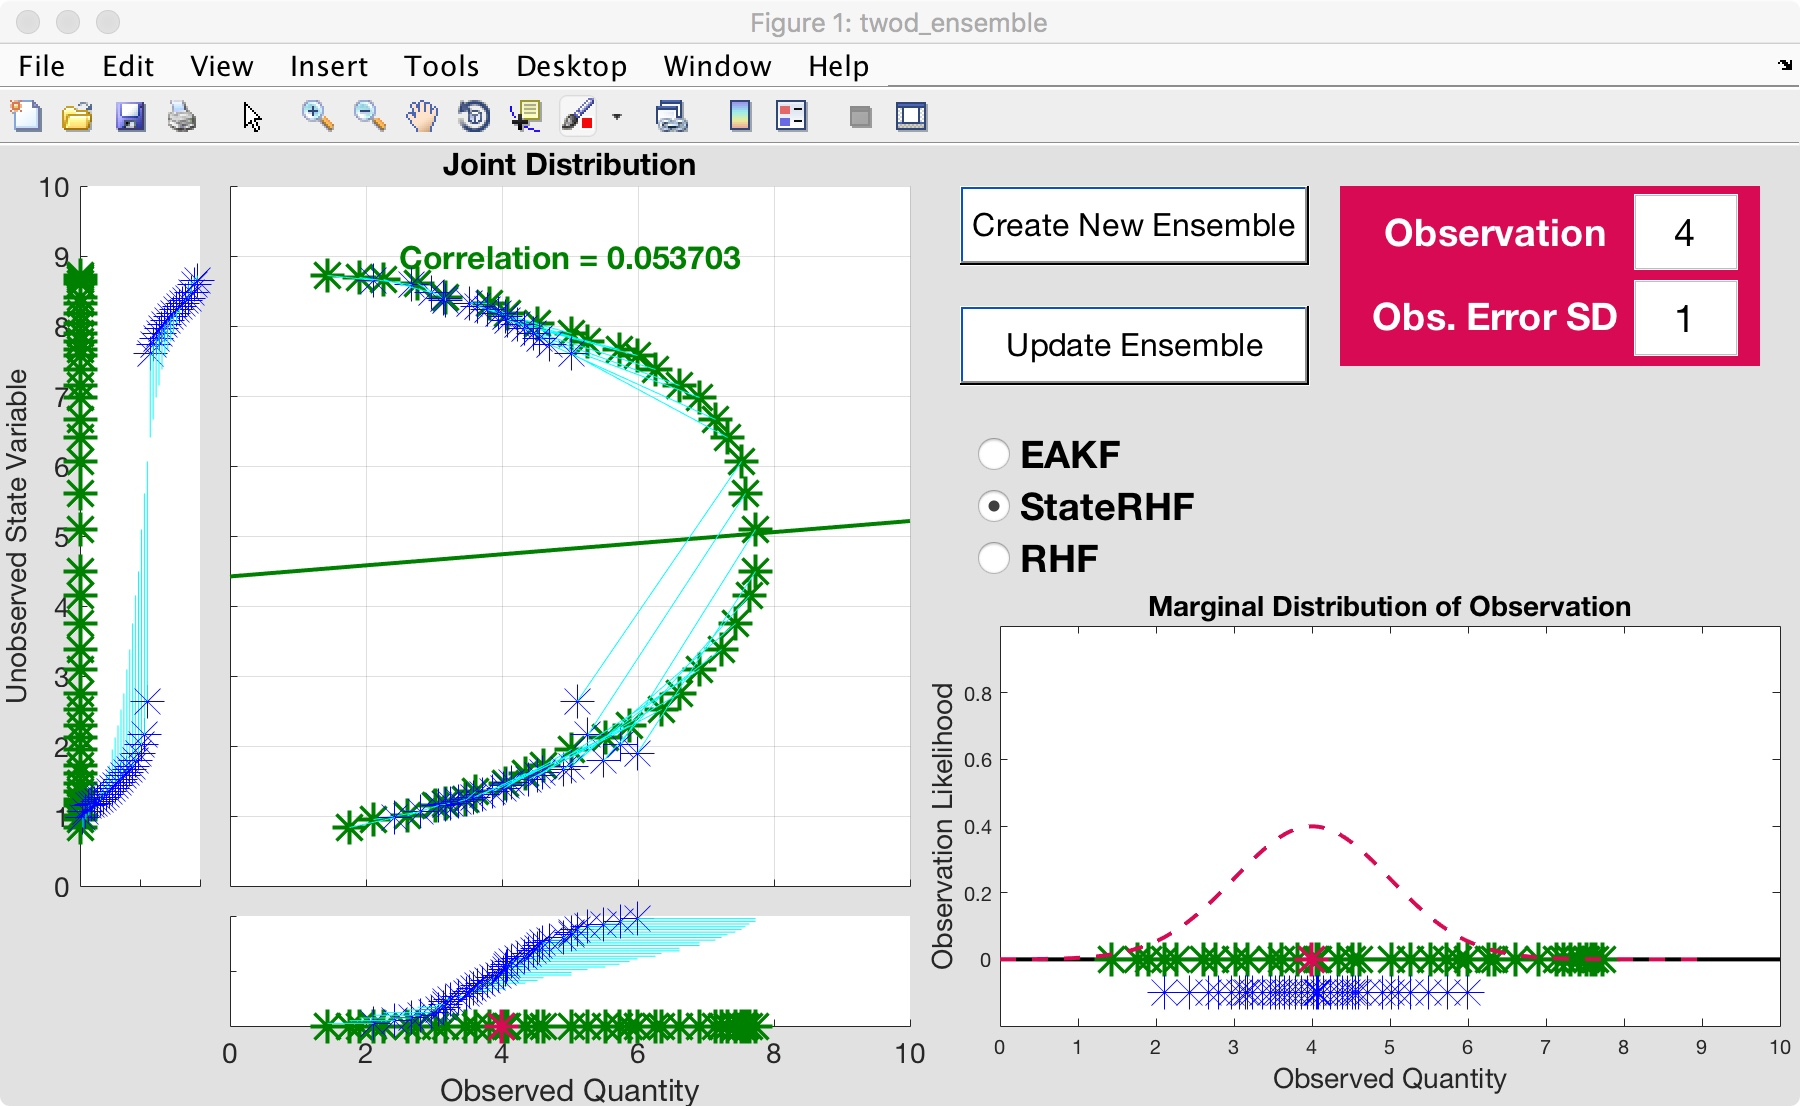 Figure 1: twod_ensemble
File Edit View Insert Tools Desktop Window Help
Joint Distribution
Correlation = 0.053703
Unobserved State Variable
10
9
8
7
6
5
4
3
2
1
0
0 2 4 6 8 10
Observed Quantity
Create New Ensemble
Update Ensemble
Observation 4
Obs. Error SD 1
EAKF
StateRHF
RHF
Marginal Distribution of Observation
Observation Likelihood
0.8
0.6
0.4
0.2
0
0 1 2 3 4 5 6 7 8 9 10
Observed Quantity